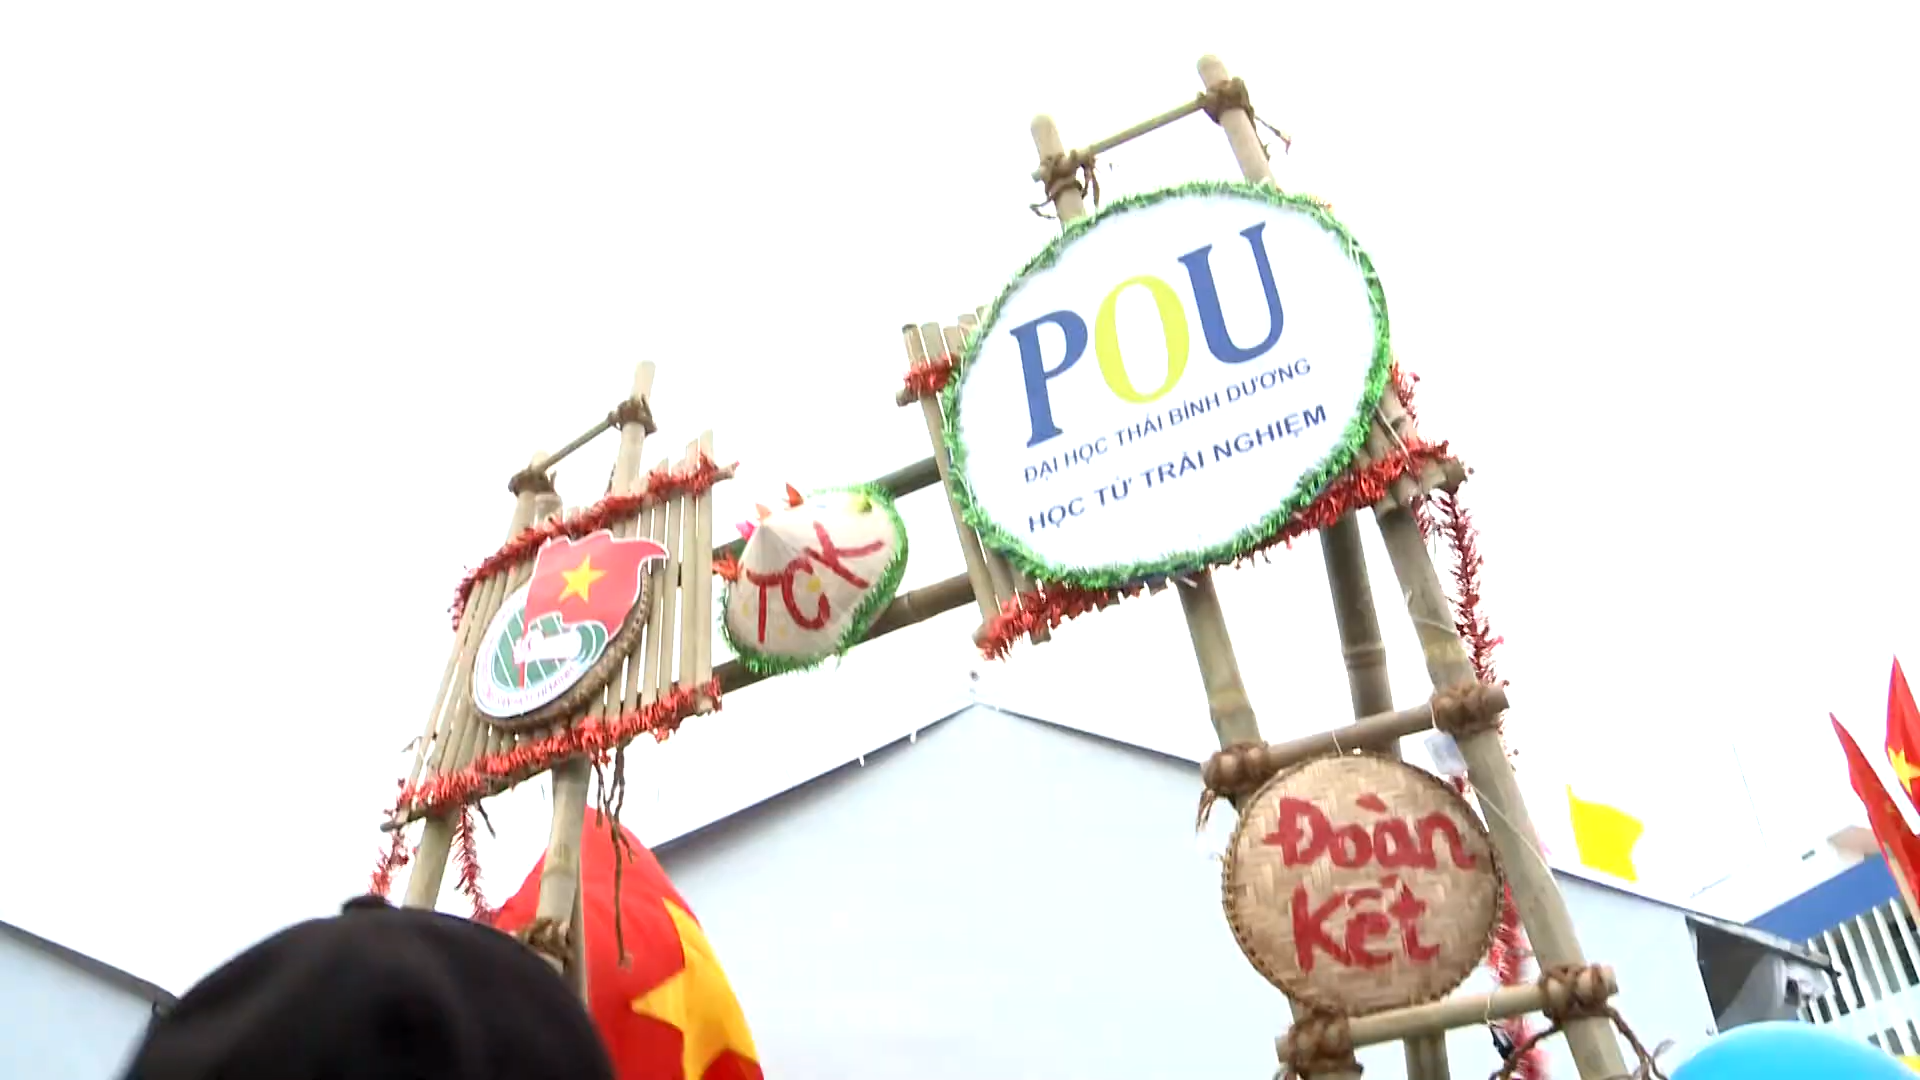 POU
ĐẠI HỌC THÁI BÌNH DƯƠNG
HỌC TỪ TRẢI NGHIỆM
TCK
Đoàn
Kết